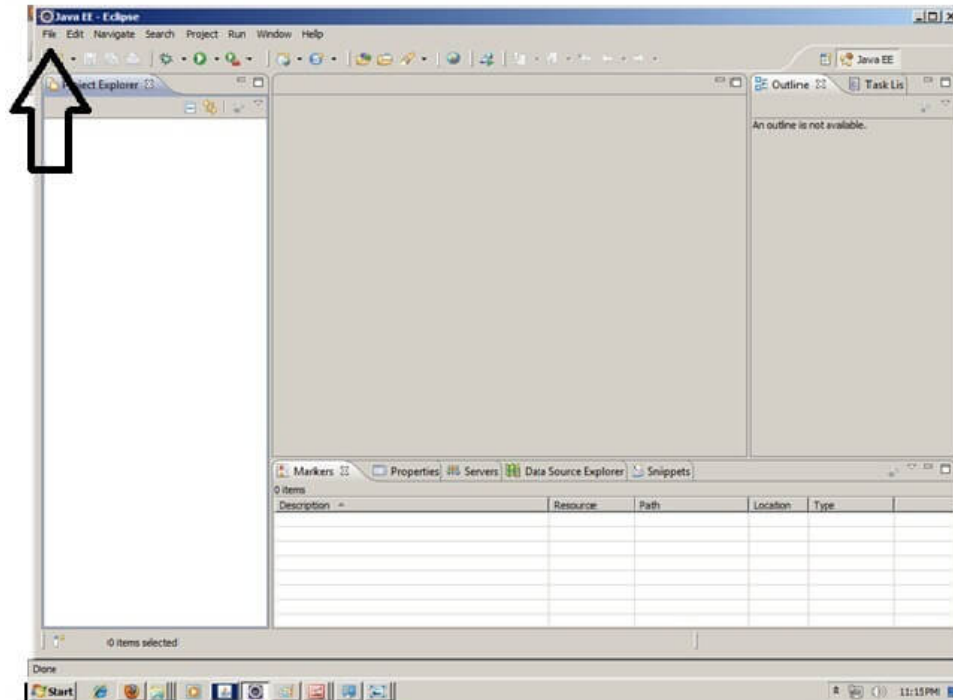 Java EE - Eclipse
File Edit Navigate Search Project Run Window Help
Java EE
Project Explorer
Outline Task Lis
An outline is not available.
Markers Properties Servers Data Source Explorer Snippets
0 items
Description Resource Path Location Type
0 items selected
Done
Start 11:15PM